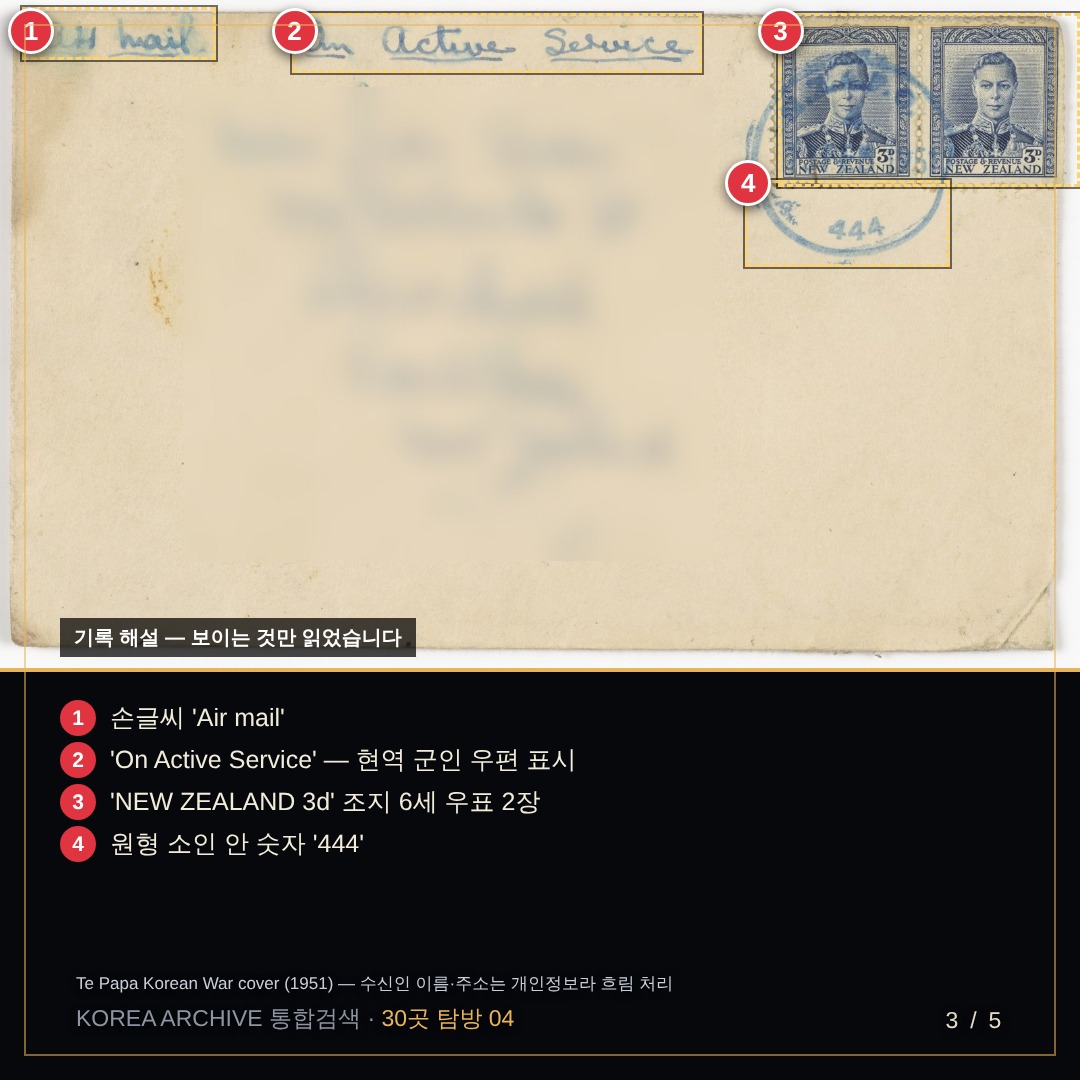 1 Air mail
2 On Active Service
3
POSTAGE & REVENUE 3D
NEW ZEALAND
POSTAGE & REVENUE 3D
NEW ZEALAND
4
444
기록 해설 — 보이는 것만 읽었습니다
1 손글씨 'Air mail'
2 'On Active Service' — 현역 군인 우편 표시
3 'NEW ZEALAND 3d' 조지 6세 우표 2장
4 원형 소인 안 숫자 '444'
Te Papa Korean War cover (1951) — 수신인 이름·주소는 개인정보라 흐림 처리
KOREA ARCHIVE 통합검색 · 30곳 탐방 04
3 / 5